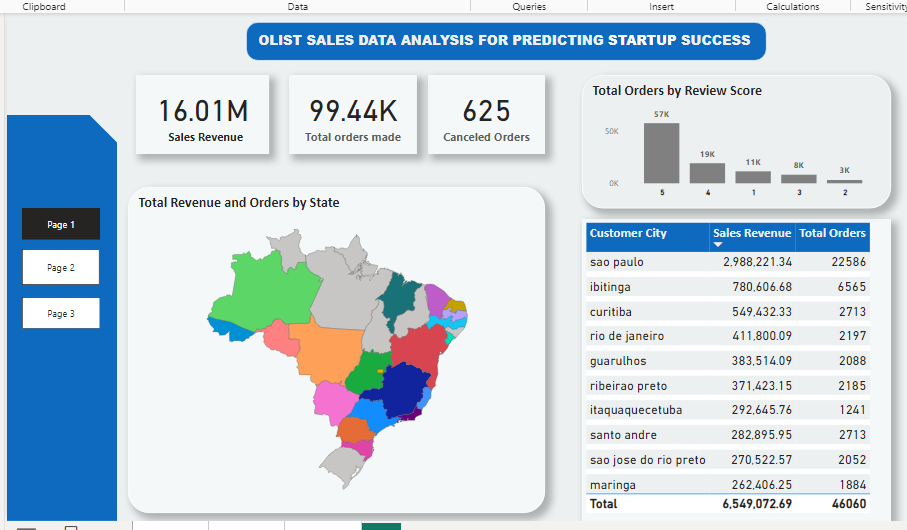 Clipboard
Data
Queries
Insert
Calculations
Sensitivity
OLIST SALES DATA ANALYSIS FOR PREDICTING STARTUP SUCCESS
16.01M
Sales Revenue
99.44K
Total orders made
625
Canceled Orders
Total Orders by Review Score
50K
0K
57K
19K
11K
8K
3K
5
4
1
3
2
Page 1
Page 2
Page 3
Total Revenue and Orders by State
Customer City Sales Revenue Total Orders
sao paulo 2,988,221.34 22586
ibitinga 780,606.68 6565
curitiba 549,432.33 2713
rio de janeiro 411,800.09 2197
guarulhos 383,514.09 2088
ribeirao preto 371,423.15 2185
itaquaquecetuba 292,645.76 1241
santo andre 282,895.95 2713
sao jose do rio preto 270,522.57 2052
maringa 262,406.25 1884
Total 6,549,072.69 46060